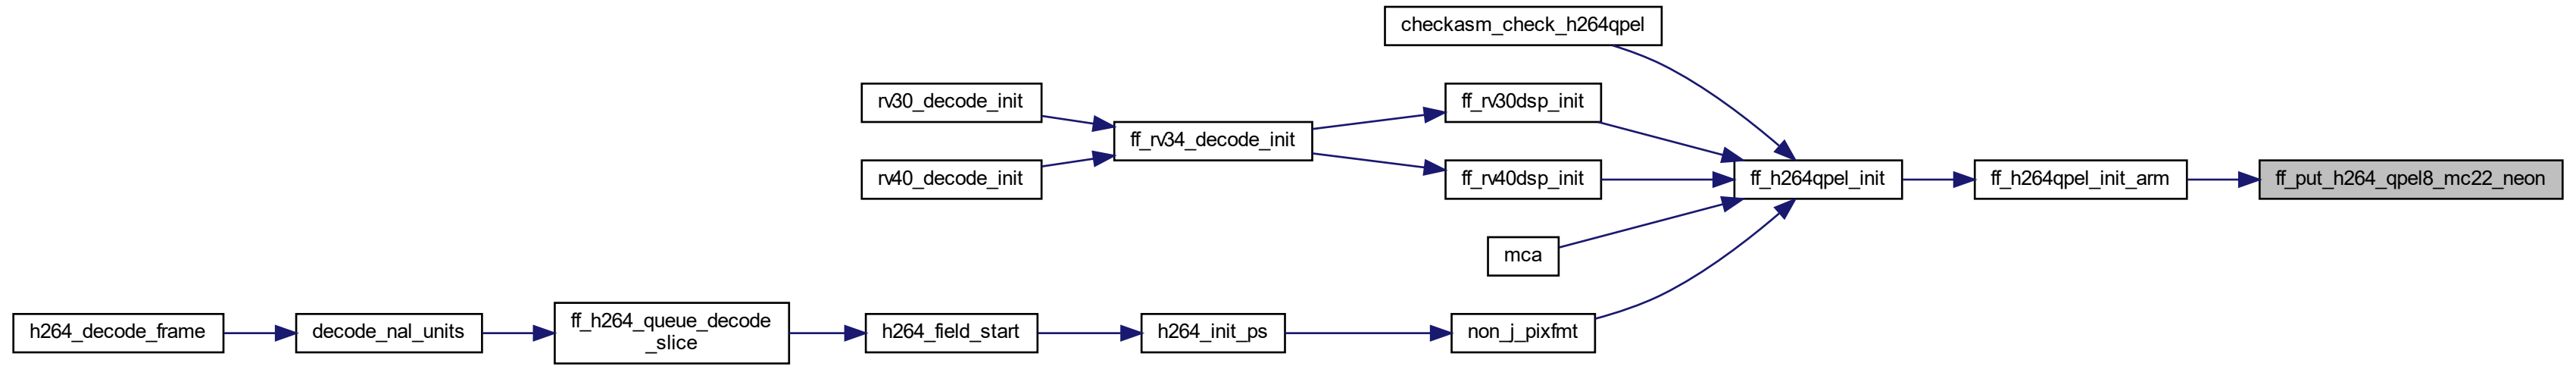 checkasm_check_h264qpel
rv30_decode_init
ff_rv30dsp_init
ff_rv34_decode_init
rv40_decode_init
ff_rv40dsp_init
ff_h264qpel_init
ff_h264qpel_init_arm
ff_put_h264_qpel8_mc22_neon
mca
h264_decode_frame
decode_nal_units
ff_h264_queue_decode
_slice
h264_field_start
h264_init_ps
non_j_pixfmt